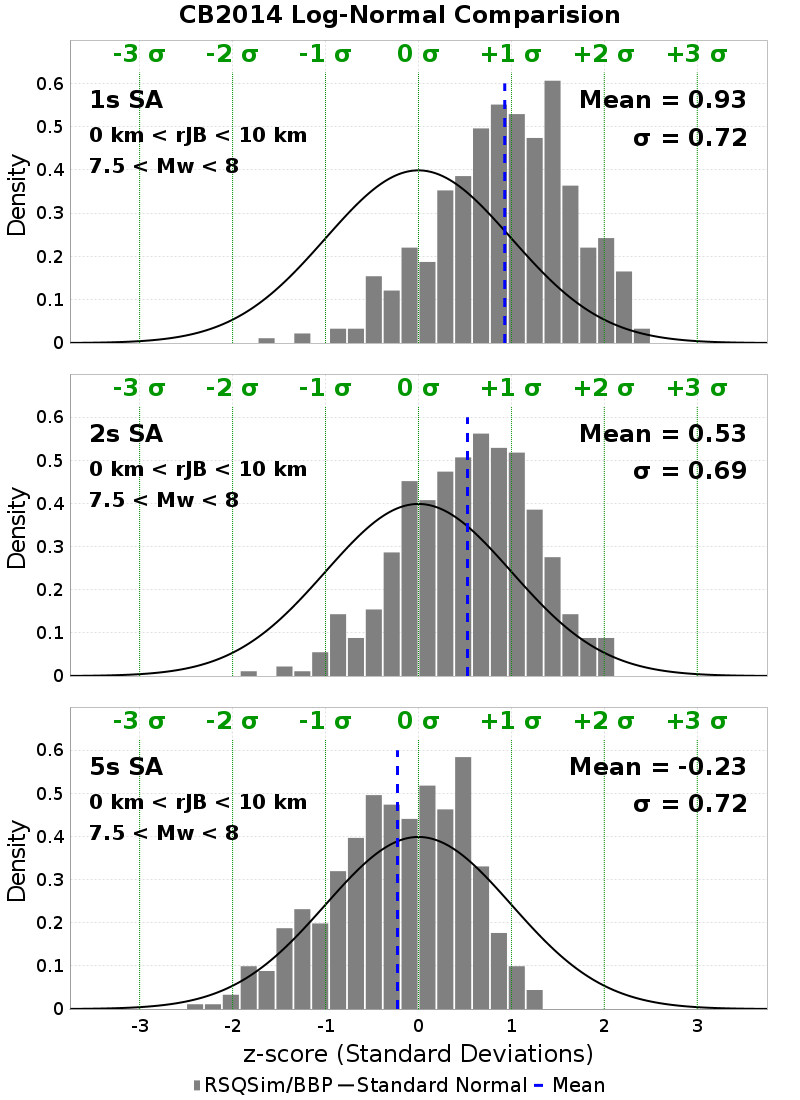 CB2014 Log-Normal Comparision
-3 σ -2 σ -1 σ 0 σ +1 σ +2 σ +3 σ
0.6
1s SA
Mean = 0.93
0.5
0 km < rJB < 10 km
σ = 0.72
7.5 < Mw < 8
0.4
Density
0.3
0.2
0.1
0
-3 σ -2 σ -1 σ 0 σ +1 σ +2 σ +3 σ
0.6
2s SA
Mean = 0.53
0.5
0 km < rJB < 10 km
σ = 0.69
7.5 < Mw < 8
0.4
Density
0.3
0.2
0.1
0
-3 σ -2 σ -1 σ 0 σ +1 σ +2 σ +3 σ
0.6
5s SA
Mean = -0.23
0.5
0 km < rJB < 10 km
σ = 0.72
7.5 < Mw < 8
0.4
Density
0.3
0.2
0.1
0
-3 -2 -1 0 1 2 3
z-score (Standard Deviations)
RSQSim/BBP Standard Normal Mean